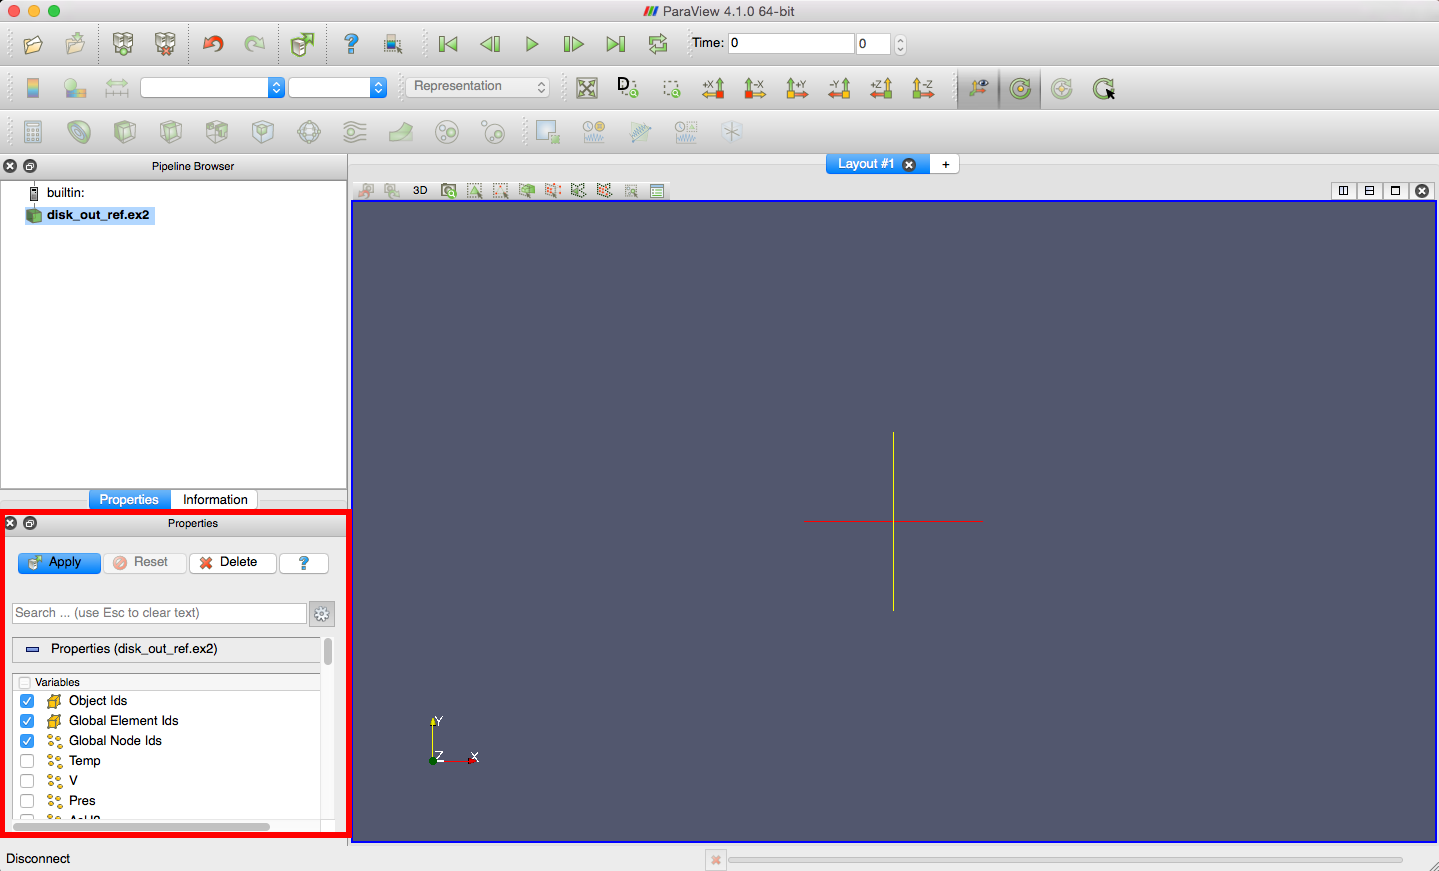 ParaView 4.1.0 64-bit
Time: 0 0
Representation
D +X -X +Y -Y +Z -Z
Pipeline Browser
Layout #1 +
builtin:
3D
disk_out_ref.ex2
Properties Information
Properties
Apply Reset Delete ?
Search ... (use Esc to clear text)
Properties (disk_out_ref.ex2)
Variables
Object Ids
Global Element Ids
Global Node Ids
Temp
V
Pres
Y
Z X
Disconnect